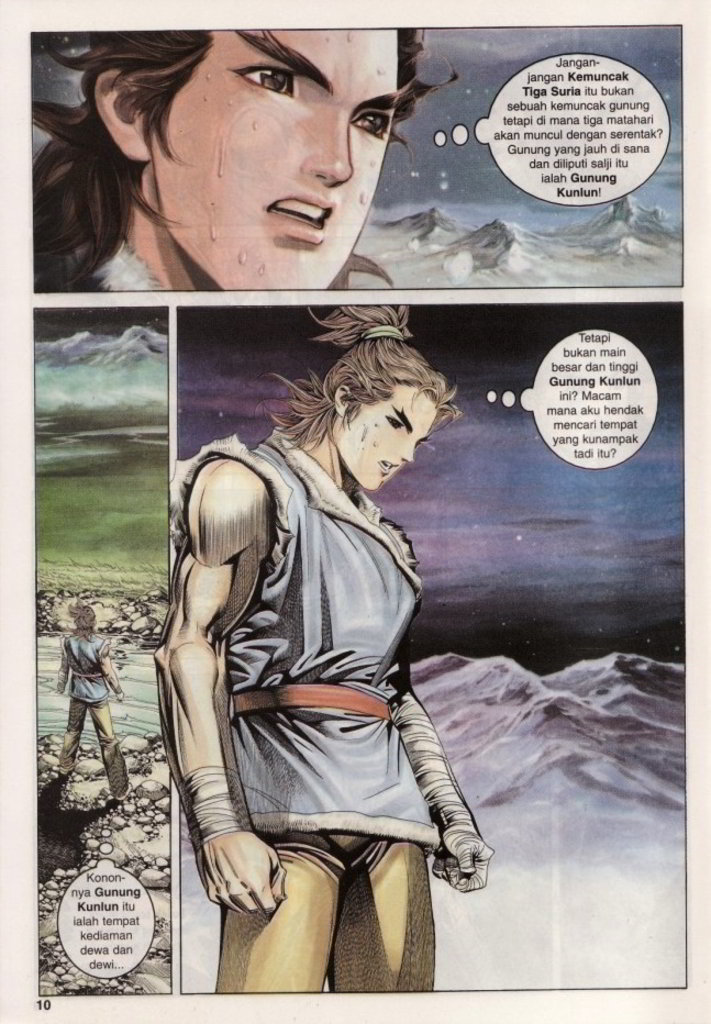 Jangan-
jangan Kemuncak
Tiga Suria itu bukan
sebuah kemuncak gunung
tetapi di mana tiga matahari
akan muncul dengan serentak?
Gunung yang jauh di sana
dan diliputi salji itu
ialah Gunung
Kunlun!
Konon-
nya Gunung
Kunlun itu
ialah tempat
kediaman
dewa dan
dewi...
Tetapi
bukan main
besar dan tinggi
Gunung Kunlun
ini? Macam
mana aku hendak
mencari tempat
yang kunampak
tadi itu?
10